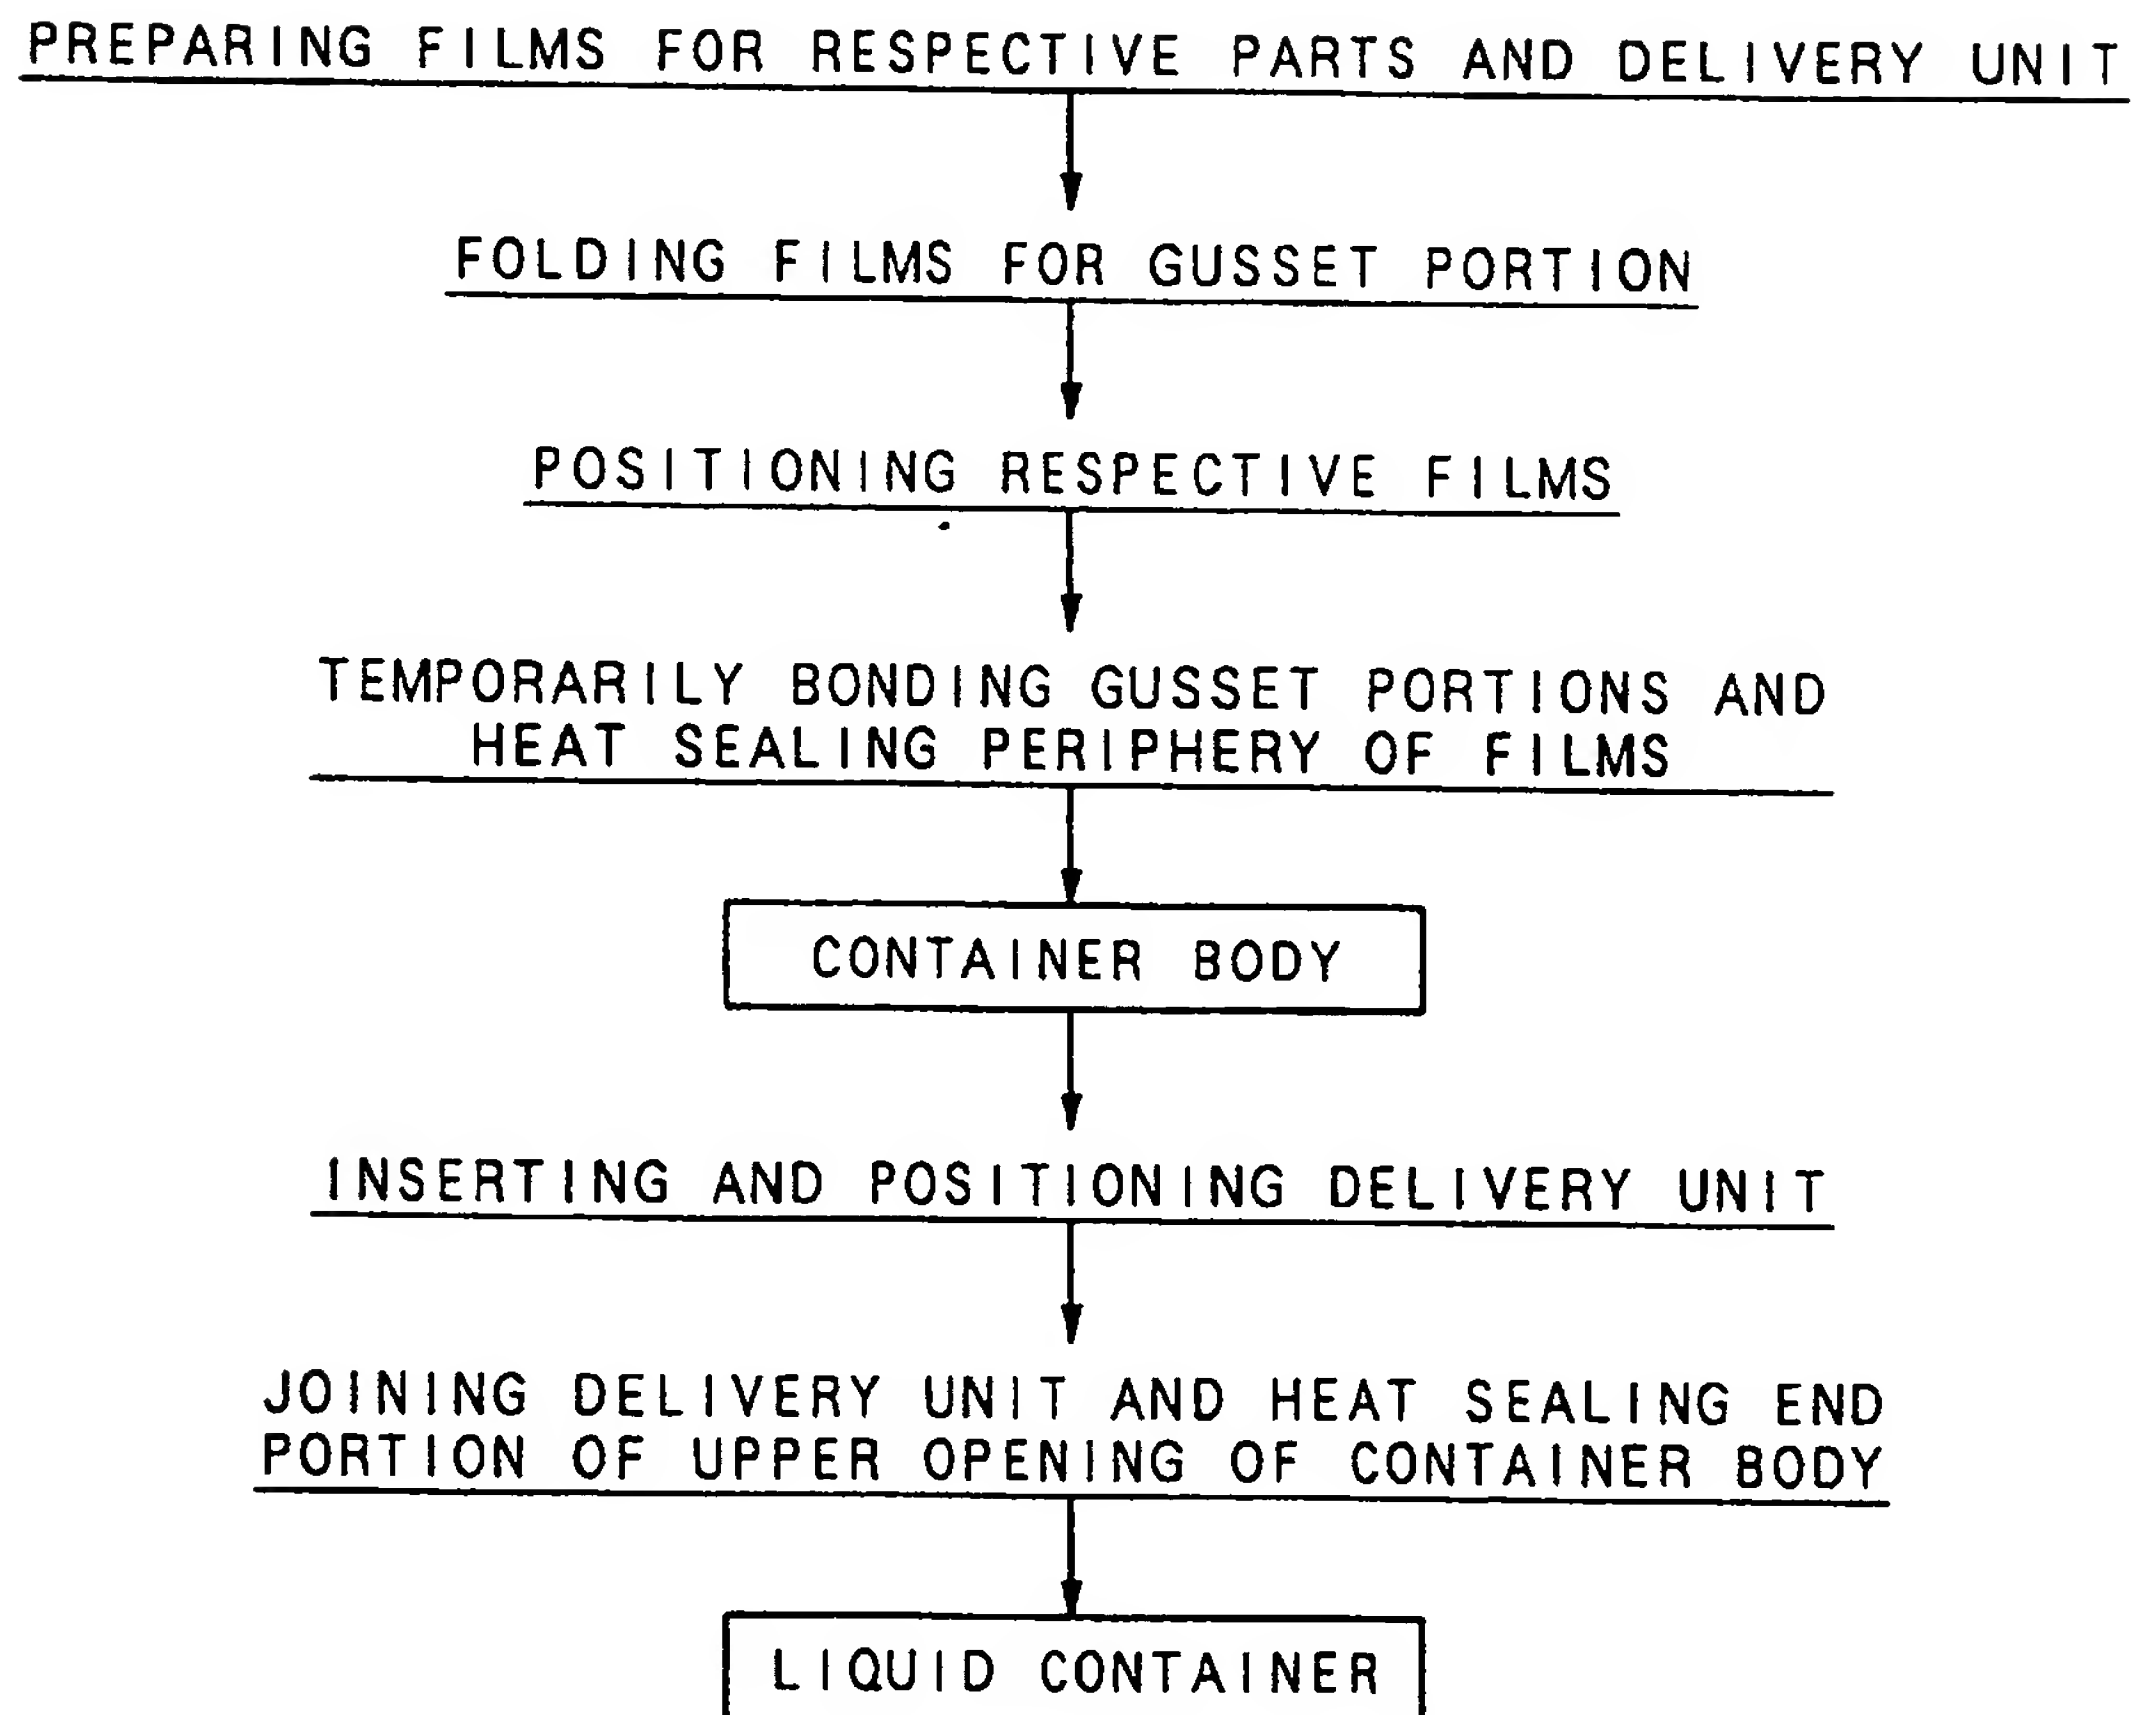 PREPARING FILMS FOR RESPECTIVE PARTS AND DELIVERY UNIT
FOLDING FILMS FOR GUSSET PORTION
POSITIONING RESPECTIVE FILMS
TEMPORARILY BONDING GUSSET PORTIONS AND
HEAT SEALING PERIPHERY OF FILMS
CONTAINER BODY
INSERTING AND POSITIONING DELIVERY UNIT
JOINING DELIVERY UNIT AND HEAT SEALING END
PORTION OF UPPER OPENING OF CONTAINER BODY
LIQUID CONTAINER